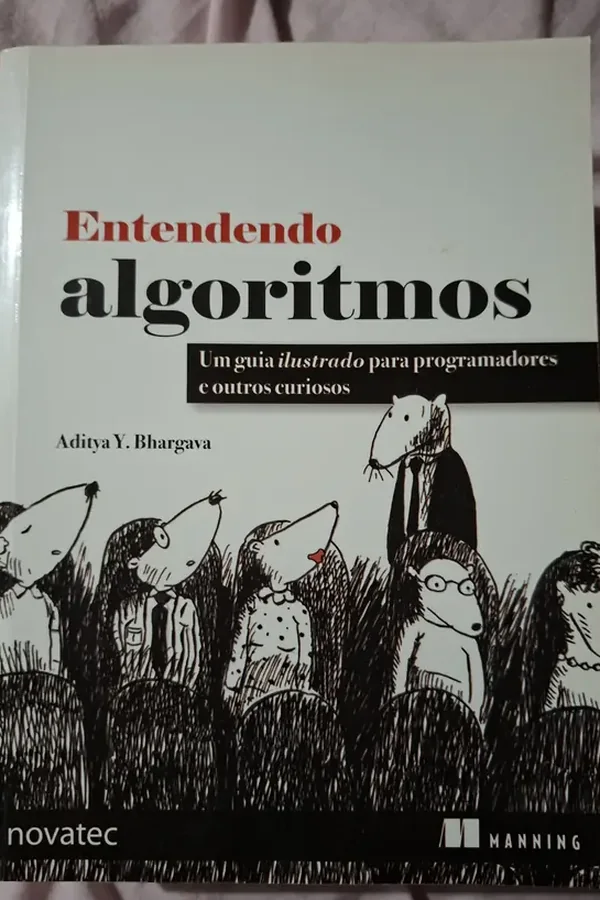 Entendendo
algoritmos
Um guia ilustrado para programadores
e outros curiosos
Aditya Y. Bhargava
novatec
MANNING